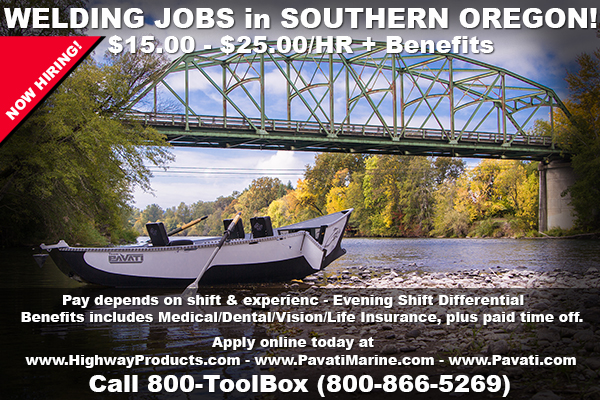 WELDING JOBS in SOUTHERN OREGON!
$15.00 - $25.00/HR + Benefits
NOW HIRING!
PAVATI
Pay depends on shift & experienc - Evening Shift Differential
Benefits includes Medical/Dental/Vision/Life Insurance, plus paid time off.
Apply online today at
www.HighwayProducts.com - www.PavatiMarine.com - www.Pavati.com
Call 800-ToolBox (800-866-5269)